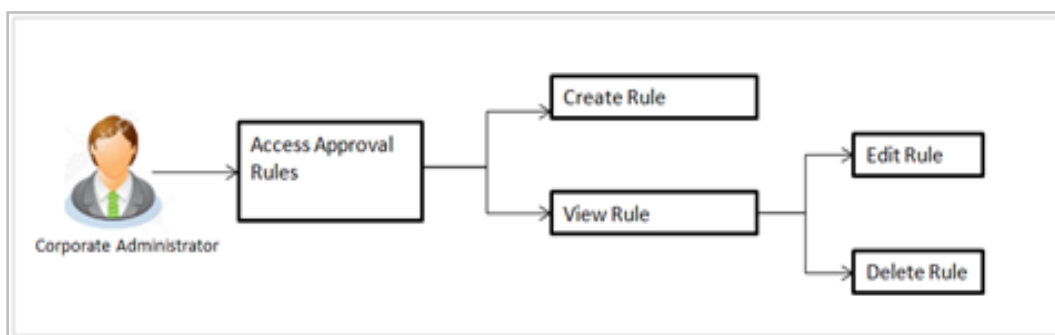 Create Rule
Access Approval
Rules
Edit Rule
View Rule
Corporate Administrator
Delete Rule